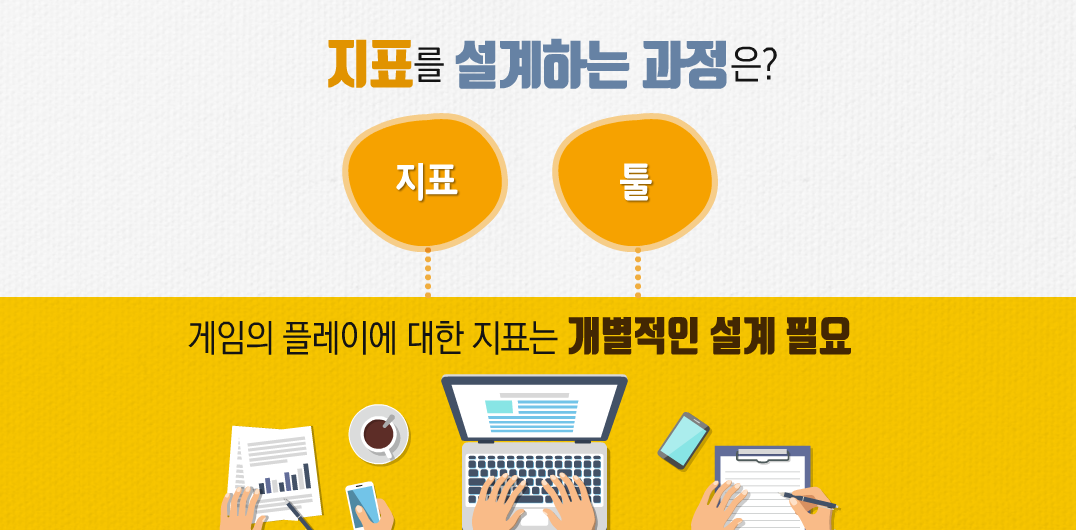 지표를 설계하는 과정은?
지표
툴
게임의 플레이에 대한 지표는 개별적인 설계 필요